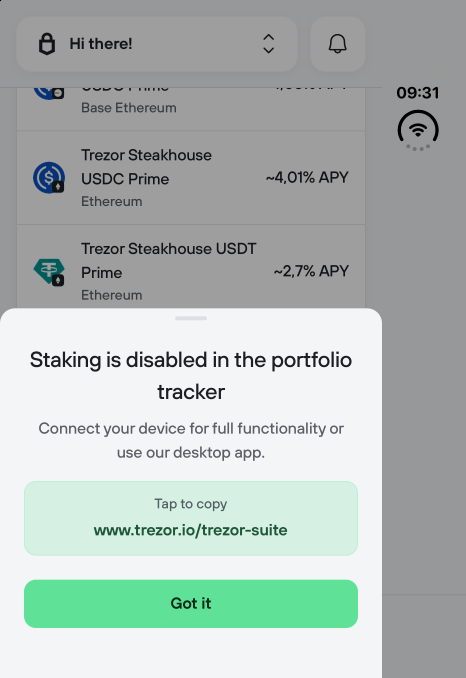 Hi there!
09:31
USDC Prime
Base Ethereum
Trezor Steakhouse
USDC Prime
~4,01% APY
Ethereum
Trezor Steakhouse USDT
Prime
~2,7% APY
Ethereum
Staking is disabled in the portfolio
tracker
Connect your device for full functionality or
use our desktop app.
Tap to copy
www.trezor.io/trezor-suite
Got it